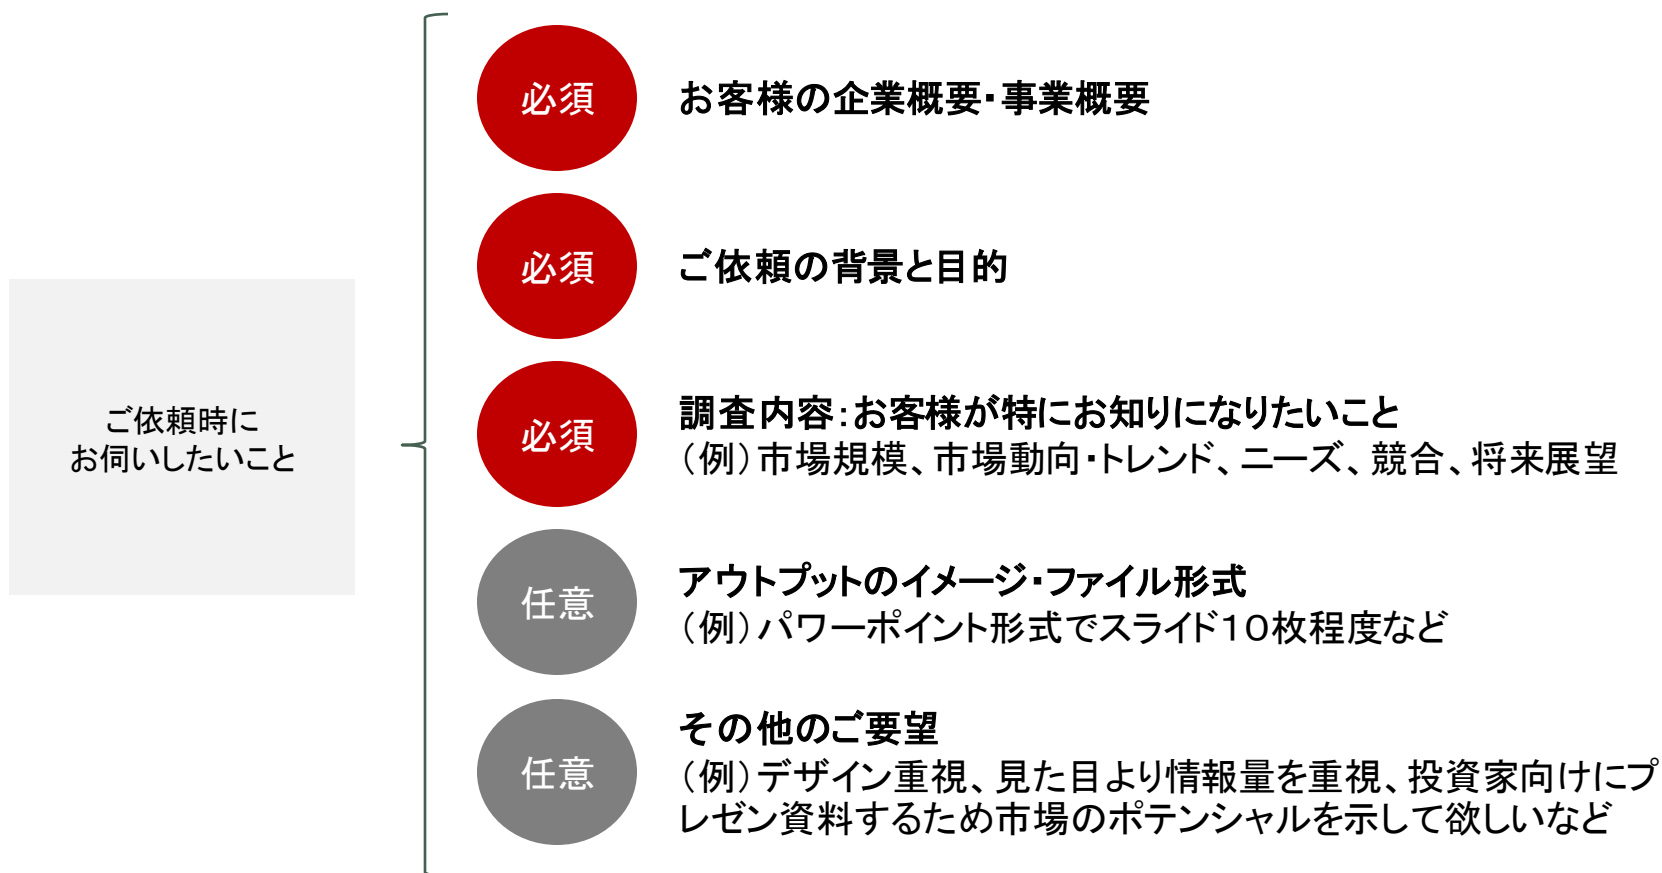 ご依頼時に
お伺いしたいこと
必須
お客様の企業概要・事業概要
必須
ご依頼の背景と目的
必須
調査内容：お客様が特にお知りになりたいこと
（例）市場規模、市場動向・トレンド、ニーズ、競合、将来展望
任意
アウトプットのイメージ・ファイル形式
（例）パワーポイント形式でスライド１０枚程度など
任意
その他のご要望
（例）デザイン重視、見た目より情報量を重視、投資家向けにプ
レゼン資料するため市場のポテンシャルを示して欲しいなど